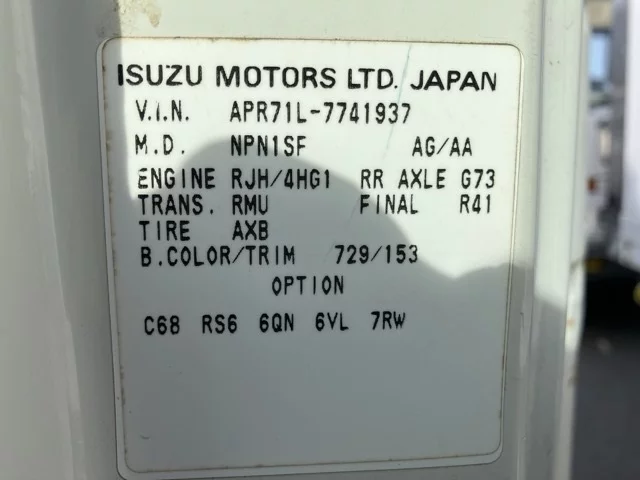 ISUZU MOTORS LTD. JAPAN
V.I.N. APR71L-7741937
M.D. NPN1SF AG/AA
ENGINE RJH/4HG1 RR AXLE G73
TRANS. RMU FINAL R41
TIRE AXB
B.COLOR/TRIM 729/153
OPTION
C68 RS6 6QN 6VL 7RW